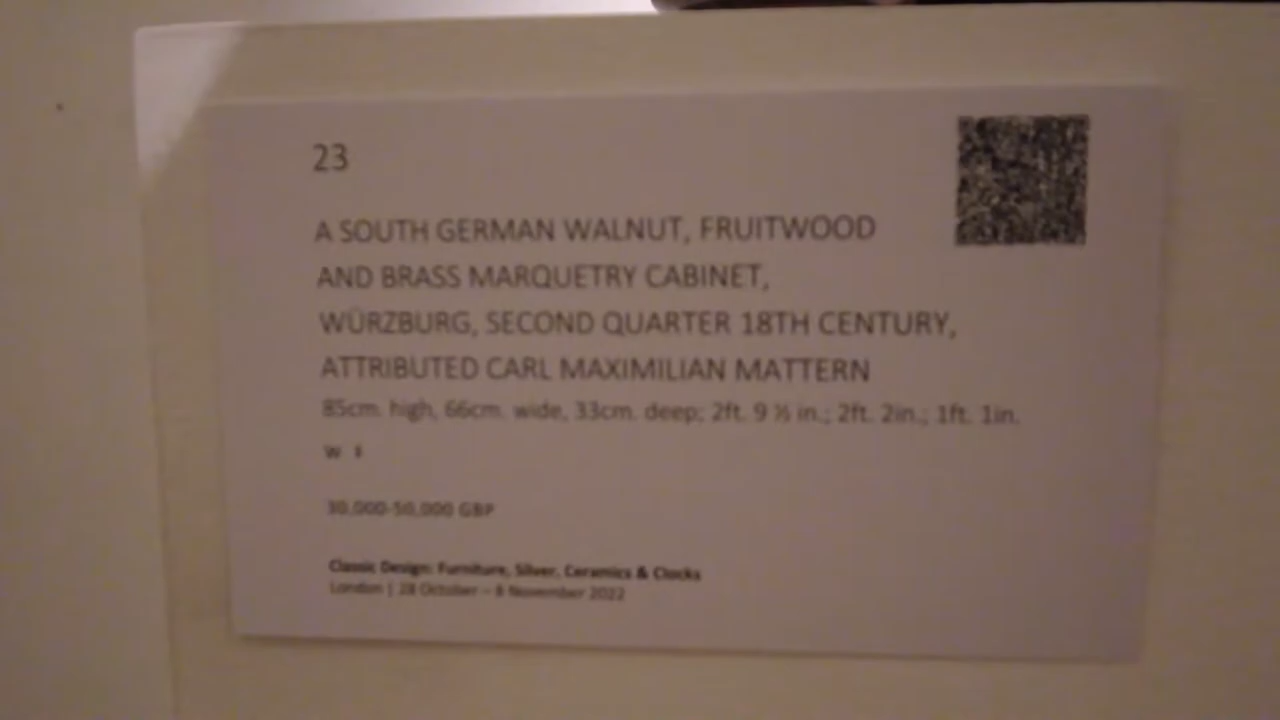 23
A SOUTH GERMAN WALNUT, FRUITWOOD
AND BRASS MARQUETRY CABINET,
WÜRZBURG, SECOND QUARTER 18TH CENTURY,
ATTRIBUTED CARL MAXIMILIAN MATTERN
85cm. high, 66cm. wide, 33cm. deep; 2ft. 9 ½ in.; 2ft. 2in.; 1ft. 1in.
W
30,000-50,000 GBP
Classic Design: Furniture, Silver, Ceramics & Clocks
London | 28 October – 8 November 2022